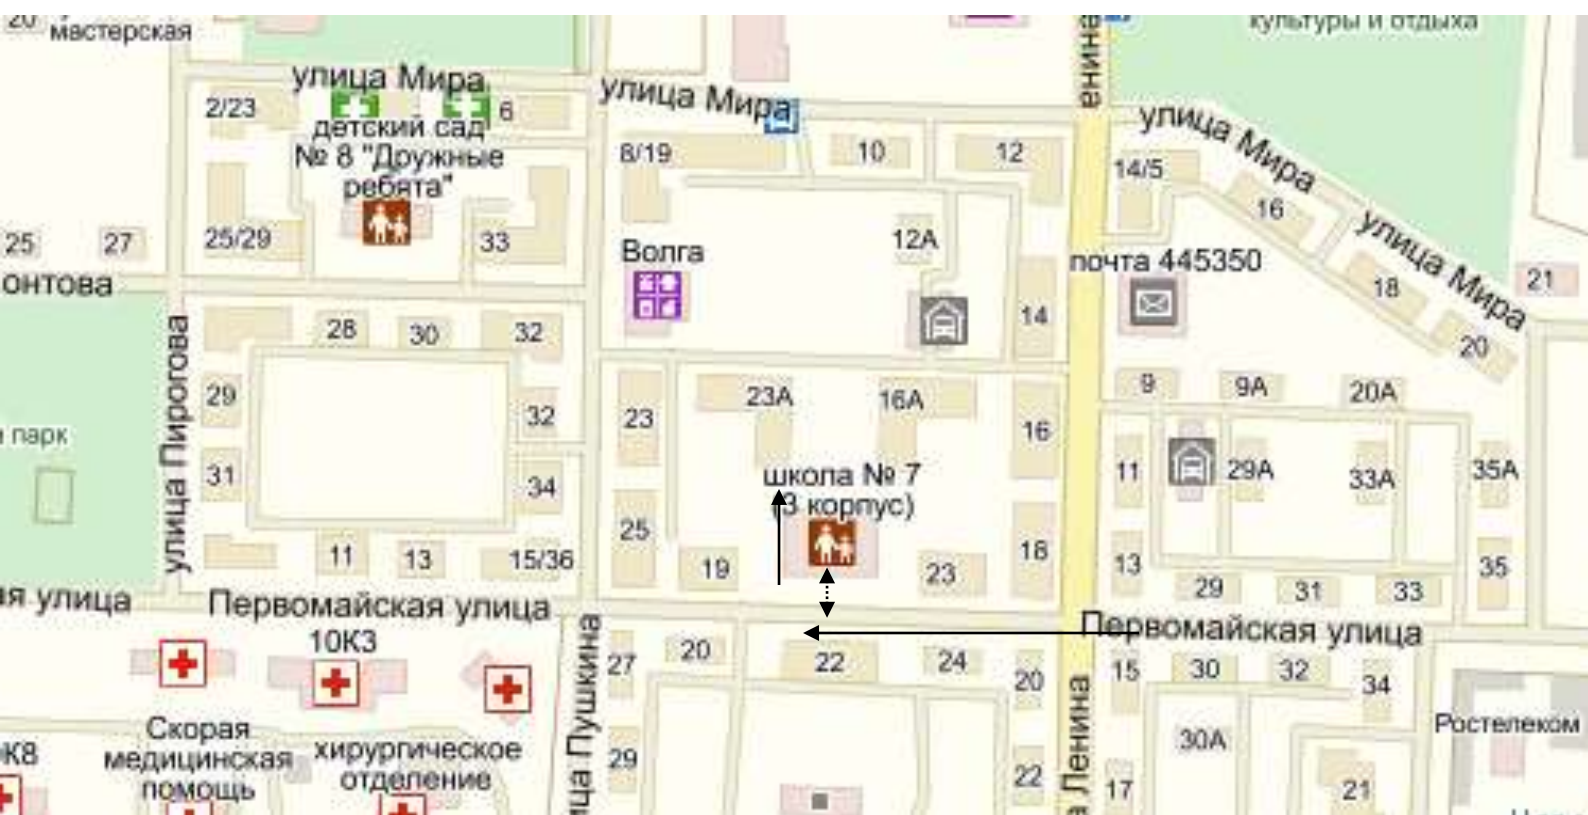 20
мастерская
культуры и отдыха
улица Мира
улица Мира
улица Мира
улица Мира
2/23
6
детский сад
№ 8 "Дружные
ребята"
8/19
10
12
14/5
16
25
27
25/29
33
Волга
12А
почта 445350
18
21
онтова
28
30
32
14
20
улица Пирогова
29
32
23
23А
16А
16
9
9А
20А
парк
31
34
школа № 7
(3 корпус)
11
29А
33А
35А
25
11
13
15/36
19
23
18
13
29
31
33
35
ая улица
Первомайская улица
Первомайская улица
10К3
27
20
22
24
20
15
30
32
34
улица Пушкина
Ленина
Скорая
медицинская
помощь
хирургическое
отделение
К8
29
22
17
30А
21
Ростелеком